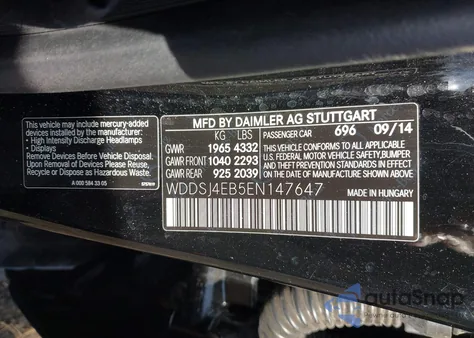 This vehicle may include mercury-added
devices installed by the manufacturer:
• High Intensity Discharge Headlamps
• Displays
Remove Devices Before Vehicle Disposal.
Upon Removal of Devices Please Reuse,
Recycle or Dispose as Hazardous Waste.
A 000 584 33 05
MFD BY DAIMLER AG STUTTGART
KG LBS
PASSENGER CAR 696 09/14
GVWR 1965 4332
GAWR FRONT 1040 2293
GAWR REAR 925 2039
THIS VEHICLE CONFORMS TO ALL APPLICABLE
U.S. FEDERAL MOTOR VEHICLE SAFETY,BUMPER
AND THEFT PREVENTION STANDARDS IN EFFECT
ON THE DATE OF MANUFACTURE SHOWN ABOVE.
WDDSJ4EB5EN147647
MADE IN HUNGARY
autoSnap